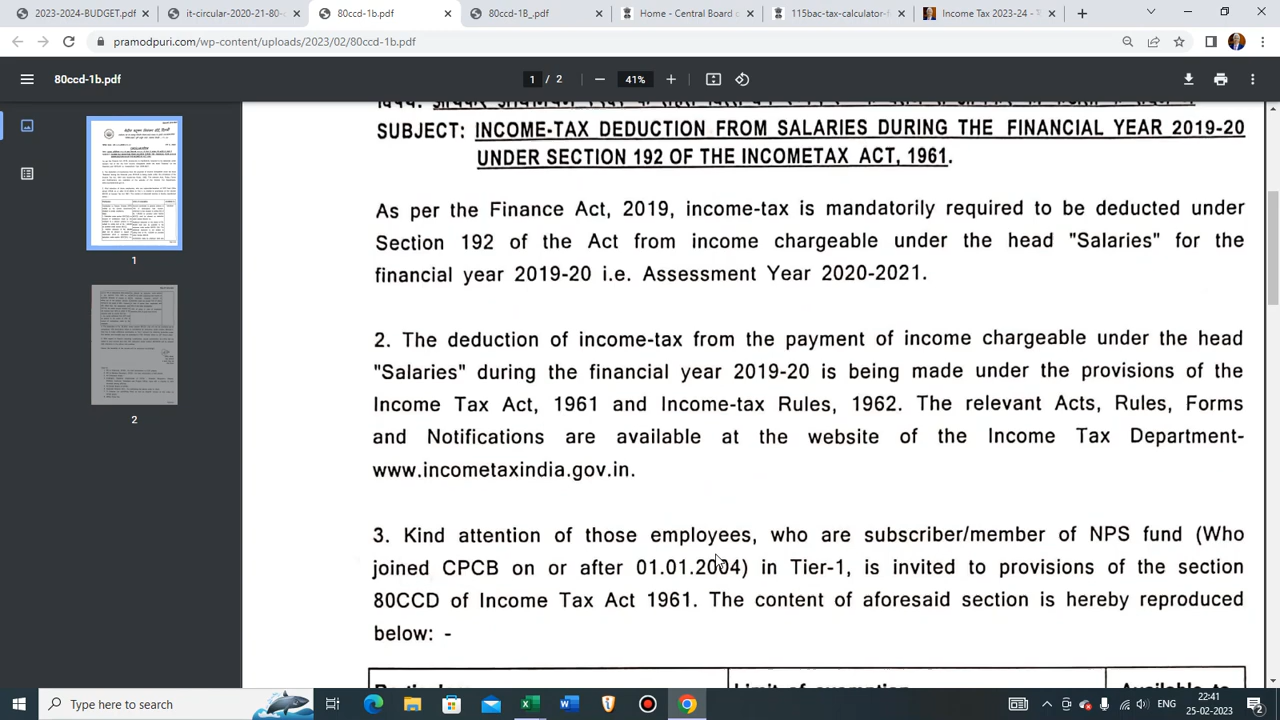 2023-2024-BUDGET.pdf
it-circular-2020-21-80-
80ccd-1b.pdf
80ccd-1B_.pdf
Home - Central Board c
115bac-tax-calculator-f
Income Tax 2023-24 -
pramodpuri.com/wp-content/uploads/2023/02/80ccd-1b.pdf
80ccd-1b.pdf
1 / 2
41%
SUBJECT: INCOME-TAX DEDUCTION FROM SALARIES DURING THE FINANCIAL YEAR 2019-20
UNDER SECTION 192 OF THE INCOMETAX ACT, 1961.
As per the Finance Act, 2019, income-tax is mandatorily required to be deducted under
Section 192 of the Act from income chargeable under the head "Salaries" for the
financial year 2019-20 i.e. Assessment Year 2020-2021.
2. The deduction of income-tax from the payment of income chargeable under the head
"Salaries" during the financial year 2019-20 is being made under the provisions of the
Income Tax Act, 1961 and Income-tax Rules, 1962. The relevant Acts, Rules, Forms
and Notifications are available at the website of the Income Tax Department-
www.incometaxindia.gov.in.
3. Kind attention of those employees, who are subscriber/member of NPS fund (Who
joined CPCB on or after 01.01.2004) in Tier-1, is invited to provisions of the section
80CCD of Income Tax Act 1961. The content of aforesaid section is hereby reproduced
below: -
Limit of exemption
Available to
1
2
Type here to search
ENG
22:41
25-02-2023